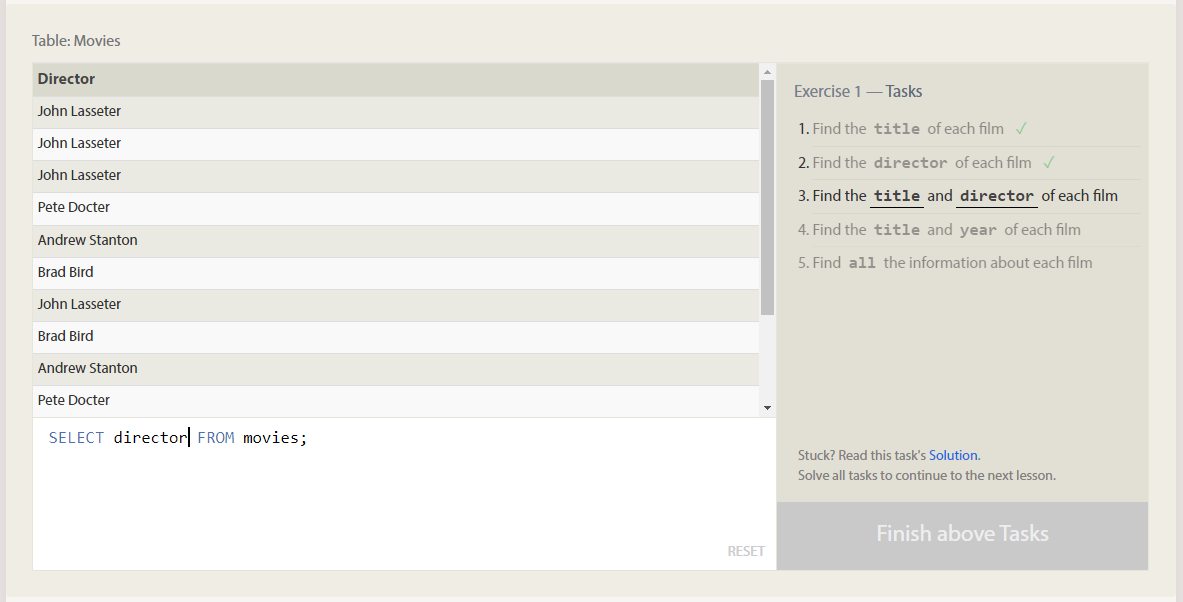 Table: Movies
Director
John Lasseter
John Lasseter
John Lasseter
Pete Docter
Andrew Stanton
Brad Bird
John Lasseter
Brad Bird
Andrew Stanton
Pete Docter
SELECT director FROM movies;
RESET
Exercise 1 — Tasks
1. Find the title of each film ✓
2. Find the director of each film ✓
3. Find the title and director of each film
4. Find the title and year of each film
5. Find all the information about each film
Stuck? Read this task's Solution.
Solve all tasks to continue to the next lesson.
Finish above Tasks